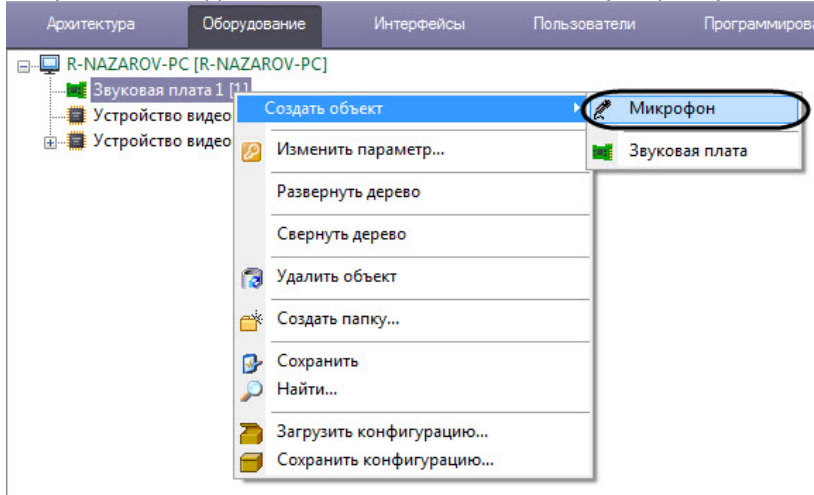 Архитектура Оборудование Интерфейсы Пользователи Программиров
R-NAZAROV-PC [R-NAZAROV-PC]
Звуковая плата 1 [1]
Устройство видео
Устройство видео
Создать объект
Изменить параметр...
Развернуть дерево
Свернуть дерево
Удалить объект
Создать папку...
Сохранить
Найти...
Загрузить конфигурацию...
Сохранить конфигурацию...
Микрофон
Звуковая плата